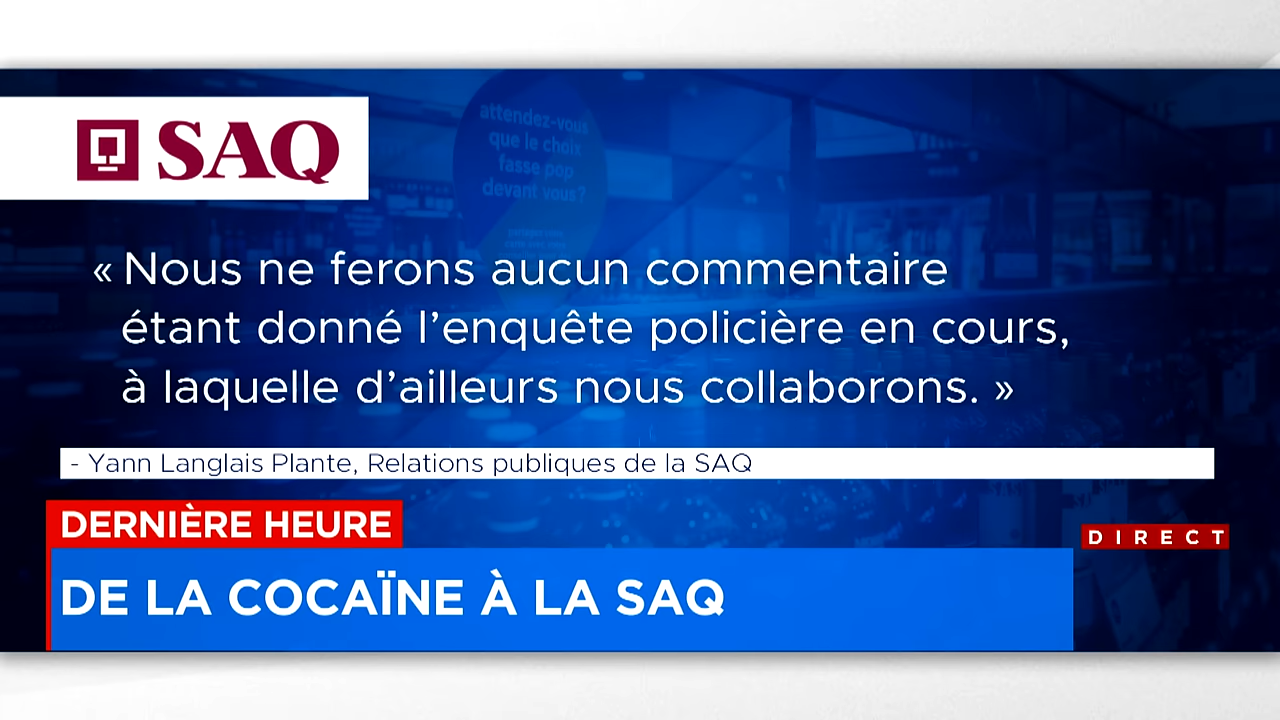 attendez-vous
que le choix
fasse pop
devant vous?
SAQ
« Nous ne ferons aucun commentaire
étant donné l'enquête policière en cours,
à laquelle d'ailleurs nous collaborons. »
- Yann Langlais Plante, Relations publiques de la SAQ
DERNIÈRE HEURE
DIRECT
DE LA COCAÏNE À LA SAQ